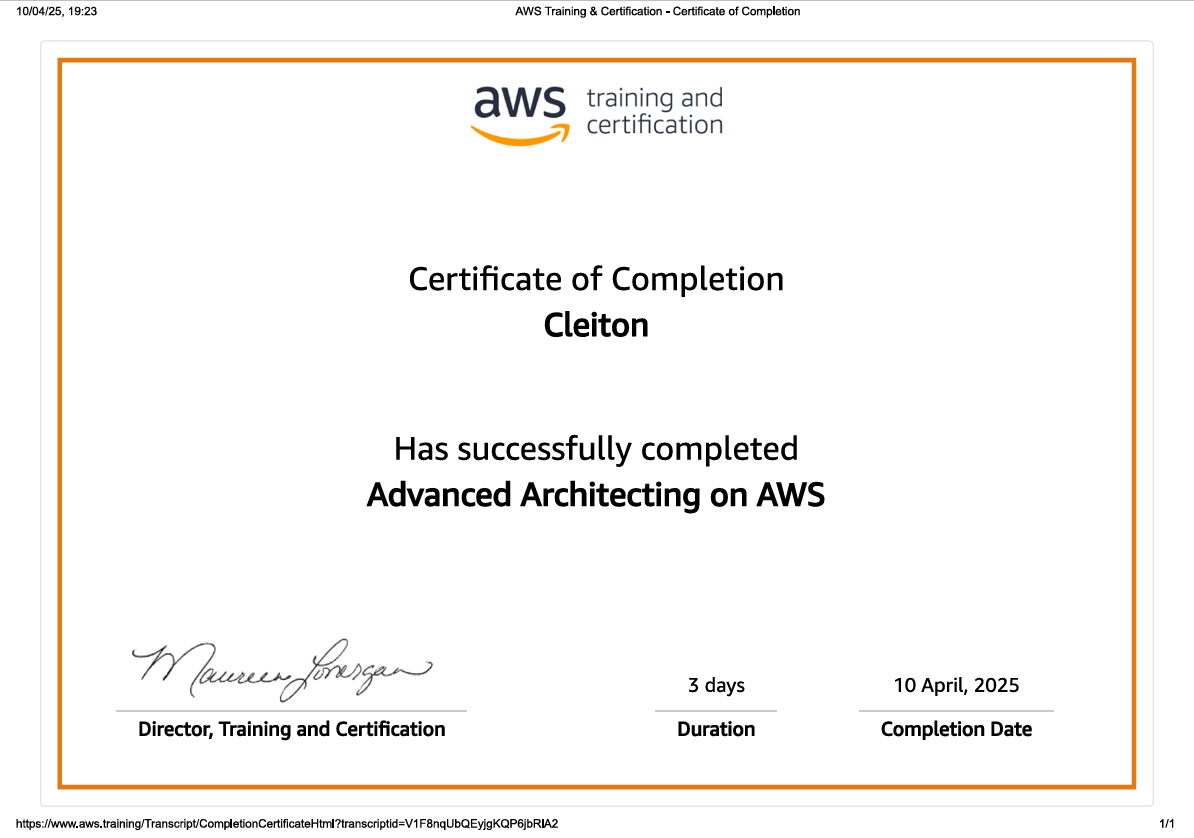 10/04/25, 19:23
AWS Training & Certification - Certificate of Completion
aws training and
certification
Certificate of Completion
Cleiton
Has successfully completed
Advanced Architecting on AWS
Maureen Lonergan
3 days
10 April, 2025
Director, Training and Certification
Duration
Completion Date
https://www.aws.training/Transcript/CompletionCertificateHtml?transcriptid=V1F8nqUbQEyjgKQP6jbRIA2
1/1